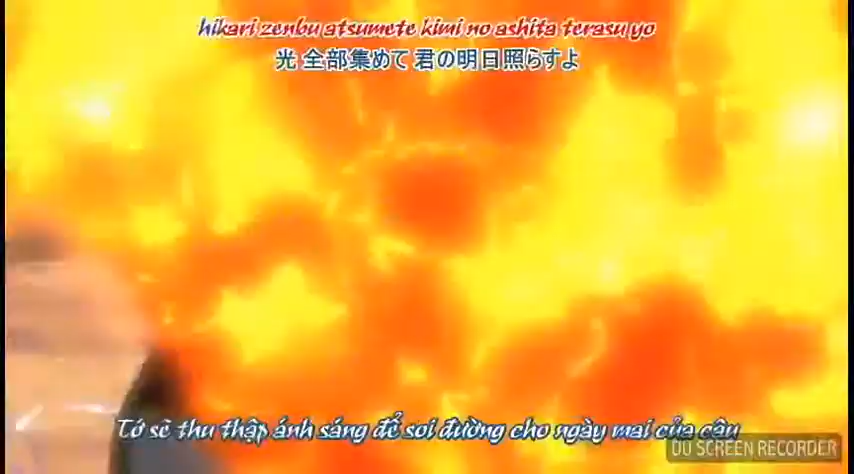 hikari zenbu atsumete kimi no ashita terasu yo
光 全部集めて 君の明日照らすよ
Tớ sẽ thu thập ánh sáng để soi đường cho ngày mai của cậu
DU SCREEN RECORDER